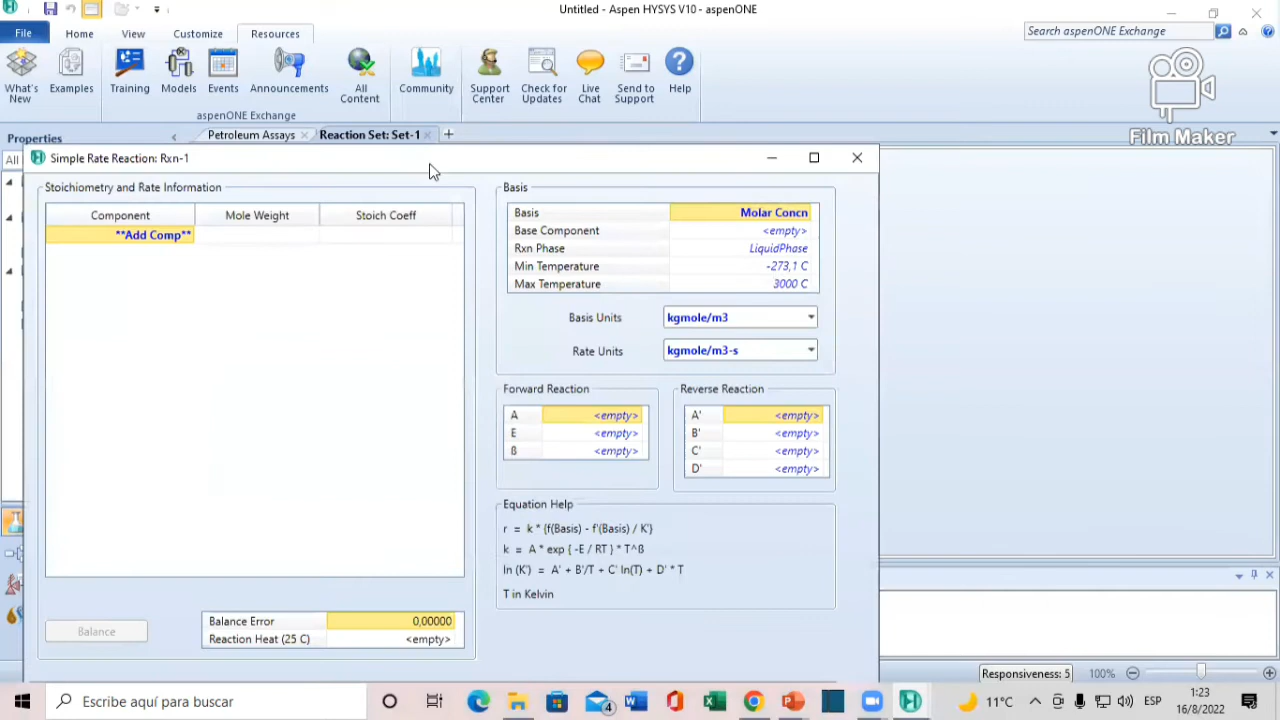 Untitled - Aspen HYSYS V10 - aspenONE
File
Home
View
Customize
Resources
Search aspenONE Exchange
What's New
Examples
Training
Models
Events
Announcements
All Content
Community
Support Center
Check for Updates
Live Chat
Send to Support
Help
aspenONE Exchange
Film Maker
Properties
Petroleum Assays
Reaction Set: Set-1
All
Simple Rate Reaction: Rxn-1
Stoichiometry and Rate Information
Component Mole Weight Stoich Coeff
**Add Comp**
Balance
Balance Error 0,00000
Reaction Heat (25 C) <empty>
Basis
Basis Molar Concn
Base Component <empty>
Rxn Phase LiquidPhase
Min Temperature -273,1 C
Max Temperature 3000 C
Basis Units kgmole/m3
Rate Units kgmole/m3-s
Forward Reaction
A <empty>
E <empty>
ß <empty>
Reverse Reaction
A' <empty>
B' <empty>
C' <empty>
D' <empty>
Equation Help
r = k * {f(Basis) - f'(Basis) / K'}
k = A * exp { -E / RT } * T^ß
ln (K') = A' + B'/T + C' ln(T) + D' * T
T in Kelvin
Responsiveness: 5
100%
Escribe aquí para buscar
4
11°C
ESP
1:23
16/8/2022